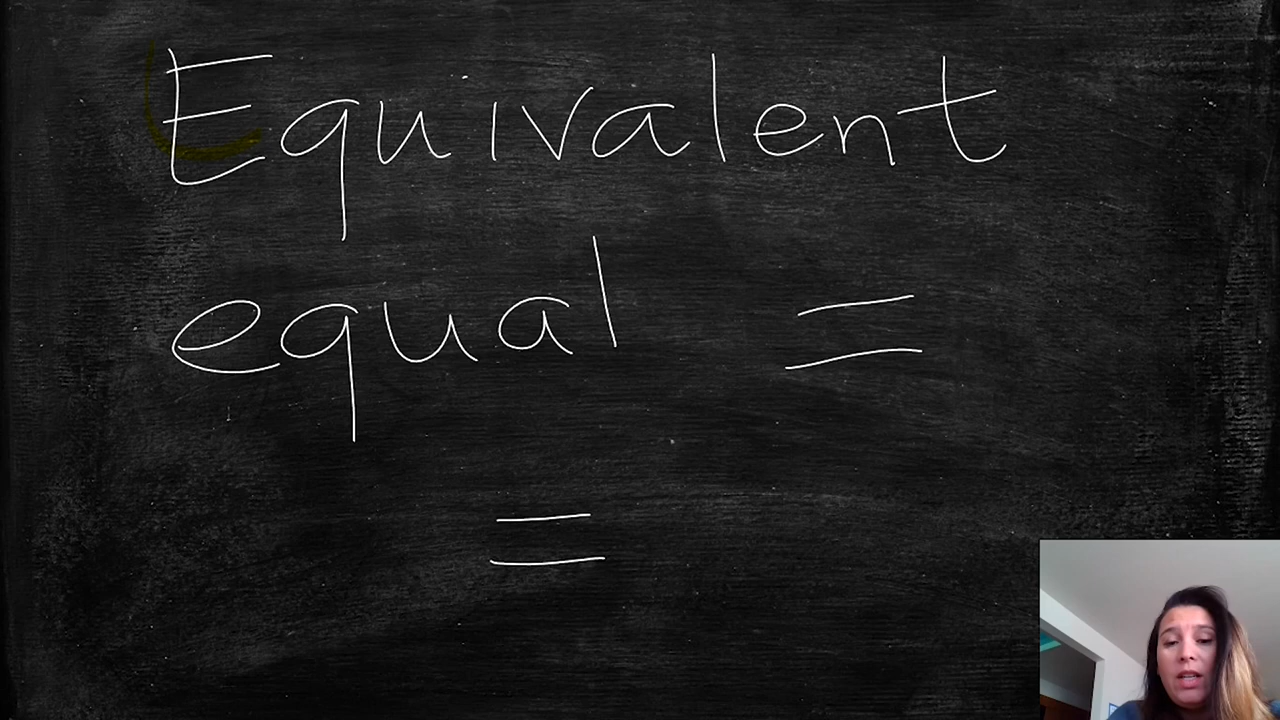 Equivalent
equal =
=